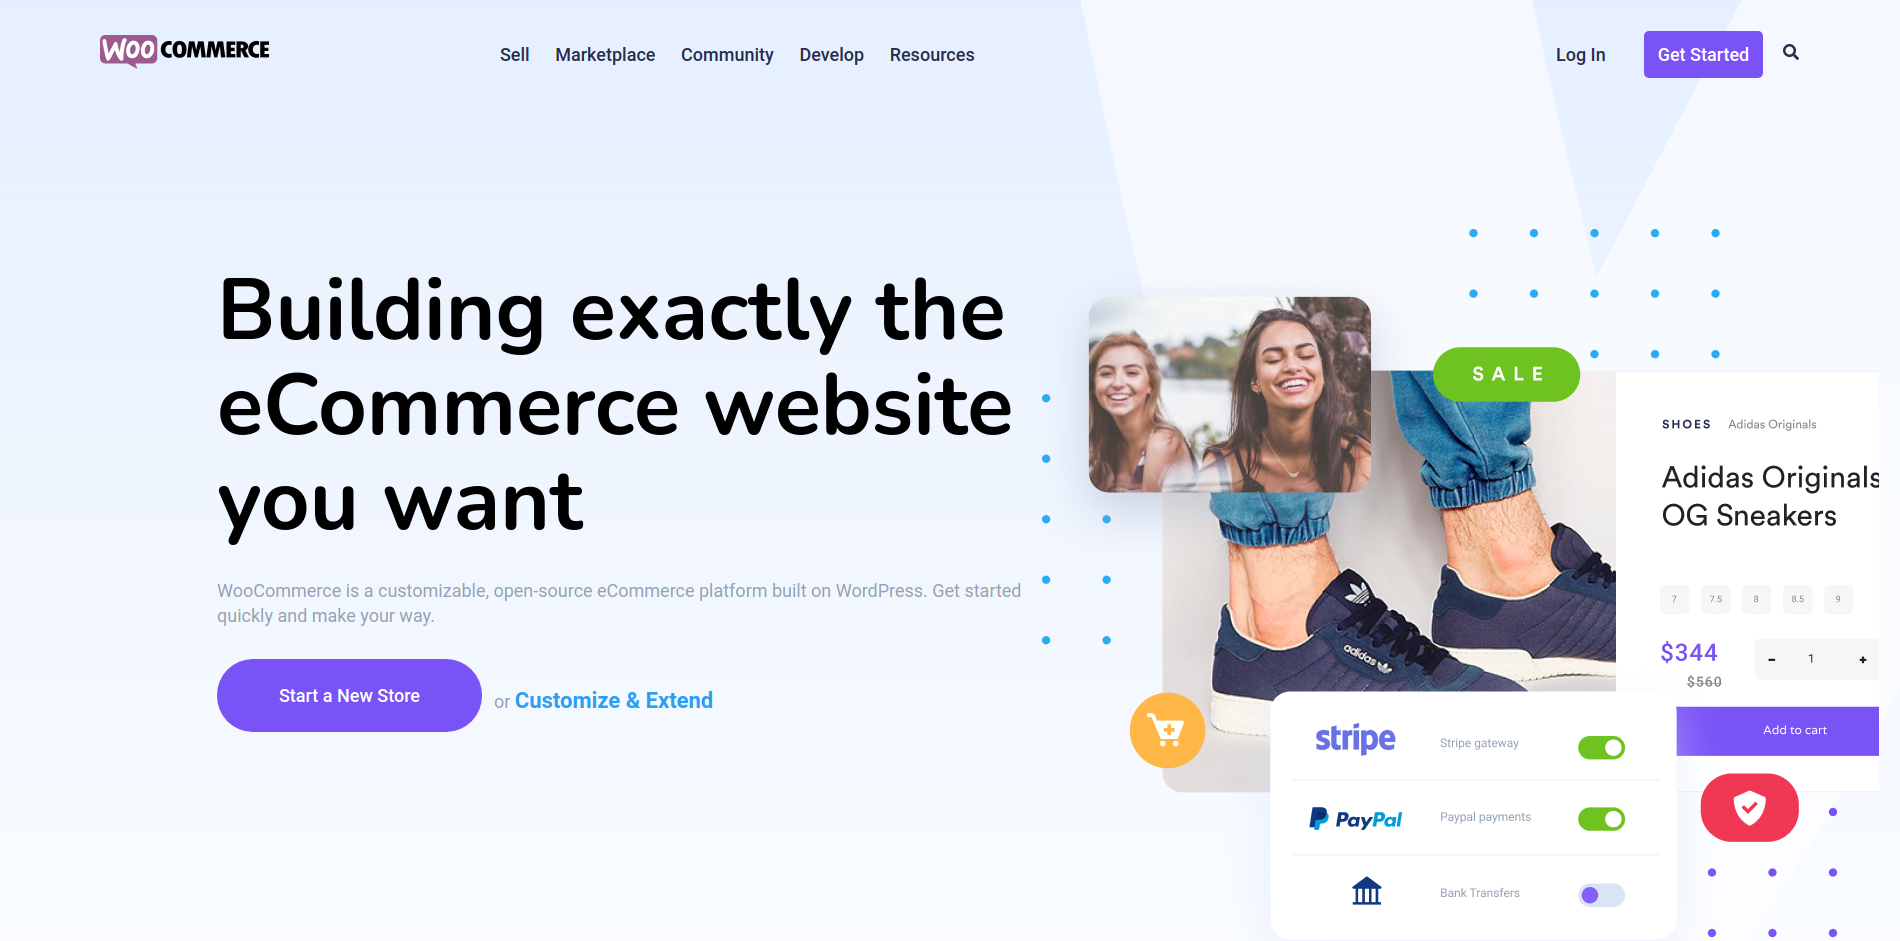 WOO COMMERCE
Sell Marketplace Community Develop Resources
Log In Get Started
Building exactly the
eCommerce website
you want
WooCommerce is a customizable, open-source eCommerce platform built on WordPress. Get started
quickly and make your way.
Start a New Store or Customize & Extend
SALE
SHOES Adidas Originals
Adidas Originals
OG Sneakers
7 7.5 8 8.5 9
$344 - 1 +
$560
Add to cart
adidas
stripe Stripe gateway
PayPal Paypal payments
Bank Transfers